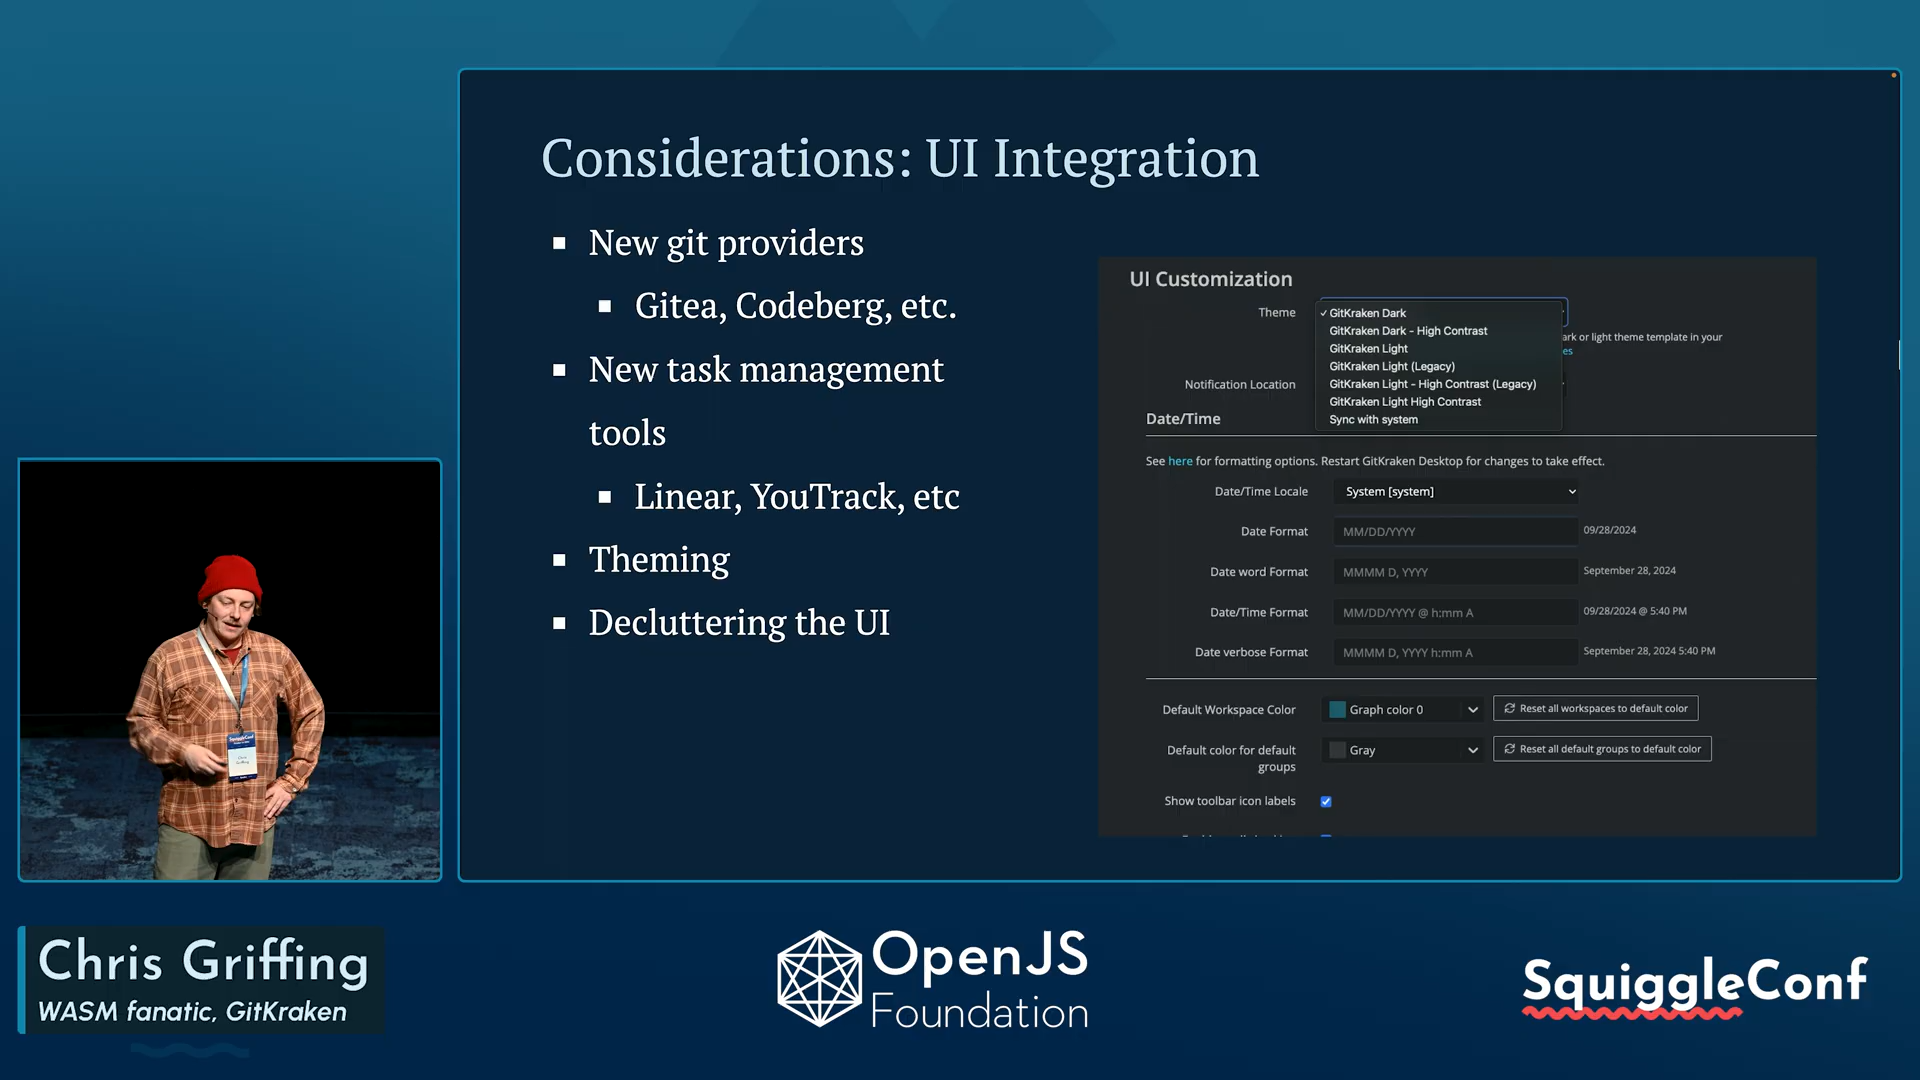 Considerations: UI Integration
New git providers
Gitea, Codeberg, etc.
New task management
tools
Linear, YouTrack, etc
Theming
Decluttering the UI
UI Customization
Theme
✓ GitKraken Dark
GitKraken Dark - High Contrast
GitKraken Light
GitKraken Light (Legacy)
GitKraken Light - High Contrast (Legacy)
GitKraken Light High Contrast
Sync with system
ark or light theme template in your
es
Notification Location
Date/Time
See here for formatting options. Restart GitKraken Desktop for changes to take effect.
Date/Time Locale System [system]
Date Format MM/DD/YYYY 09/28/2024
Date word Format MMMM D, YYYY September 28, 2024
Date/Time Format MM/DD/YYYY @ h:mm A 09/28/2024 @ 5:40 PM
Date verbose Format MMMM D, YYYY h:mm A September 28, 2024 5:40 PM
Default Workspace Color Graph color 0 Reset all workspaces to default color
Default color for default
groups
Gray Reset all default groups to default color
Show toolbar icon labels
SquiggleConf
Chris
Griffing
Chris Griffing
WASM fanatic, GitKraken
OpenJS
Foundation
SquiggleConf